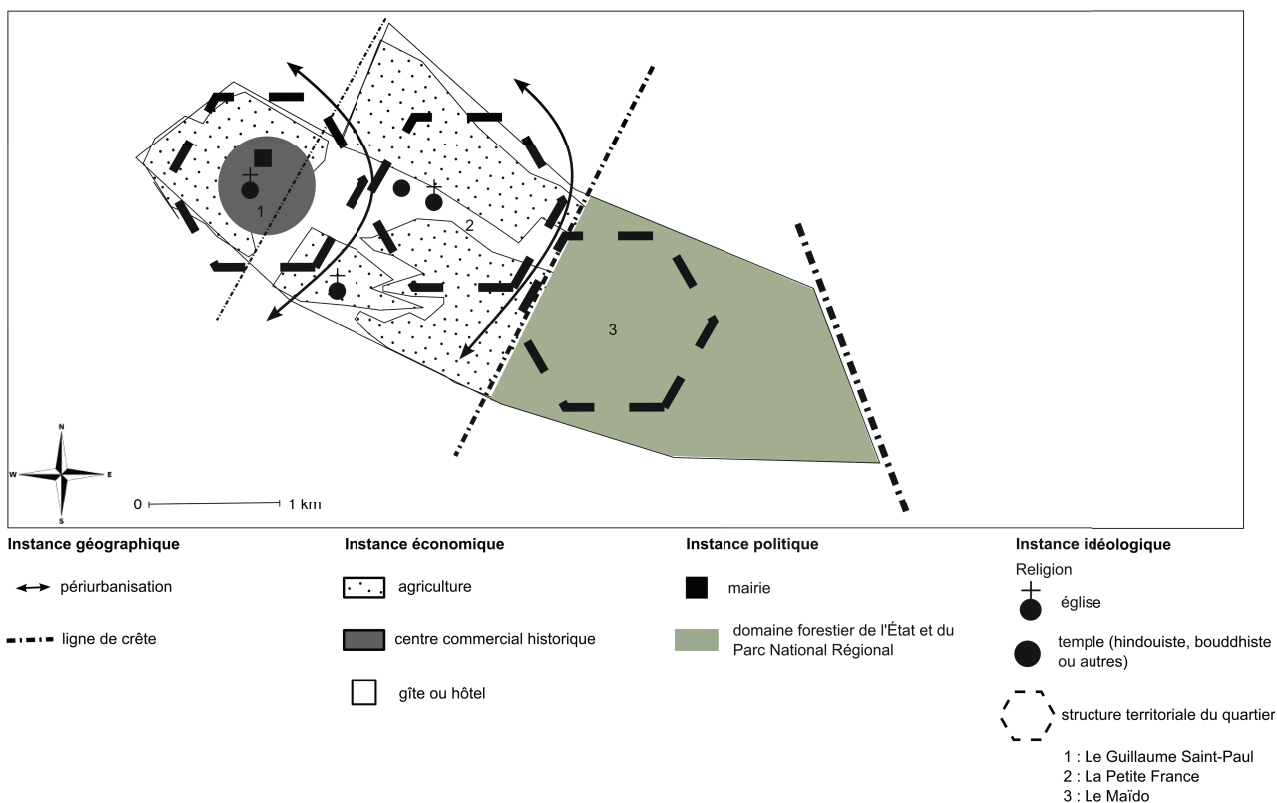 1
2
3
N
W
E
S
0
1 km
Instance géographique
périurbanisation
ligne de crête
Instance économique
agriculture
centre commercial historique
gîte ou hôtel
Instance politique
mairie
domaine forestier de l'État et du
Parc National Régional
Instance idéologique
Religion
église
temple (hindouiste, bouddhiste
ou autres)
structure territoriale du quartier
1 : Le Guillaume Saint-Paul
2 : La Petite France
3 : Le Maïdo